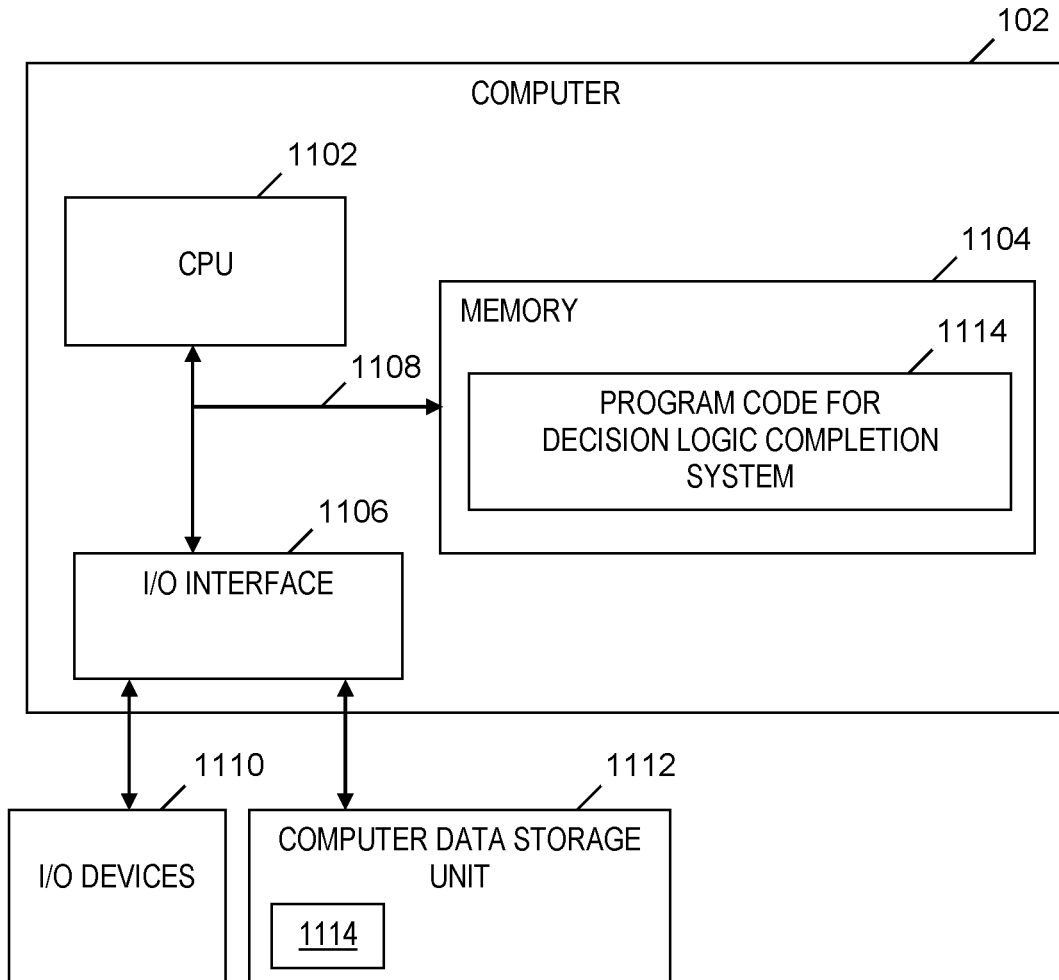 102
COMPUTER
1102
CPU
1104
MEMORY
1114
PROGRAM CODE FOR
DECISION LOGIC COMPLETION
SYSTEM
1108
1106
I/O INTERFACE
1110
I/O DEVICES
1112
COMPUTER DATA STORAGE
UNIT
1114